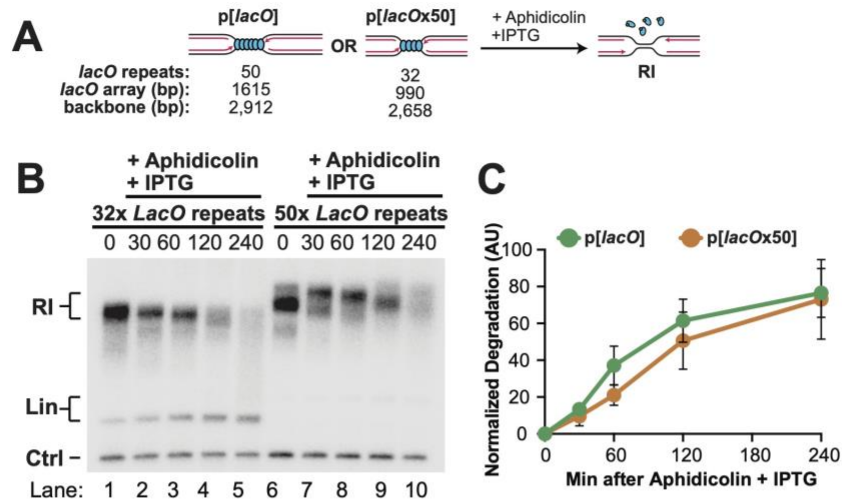 A
p[lacO]
OR
p[lacOx50]
+ Aphidicolin
+IPTG
RI
lacO repeats: 50 32
lacO array (bp): 1615 990
backbone (bp): 2,912 2,658
B
+ Aphidicolin
+ IPTG
+ Aphidicolin
+ IPTG
32x LacO repeats 50x LacO repeats
0 30 60 120 240 0 30 60 120 240
RI
Lin
Ctrl
Lane: 1 2 3 4 5 6 7 8 9 10
C
p[lacO] p[lacOx50]
Normalized Degradation (AU)
100
80
60
40
20
0
0 60 120 180 240
Min after Aphidicolin + IPTG